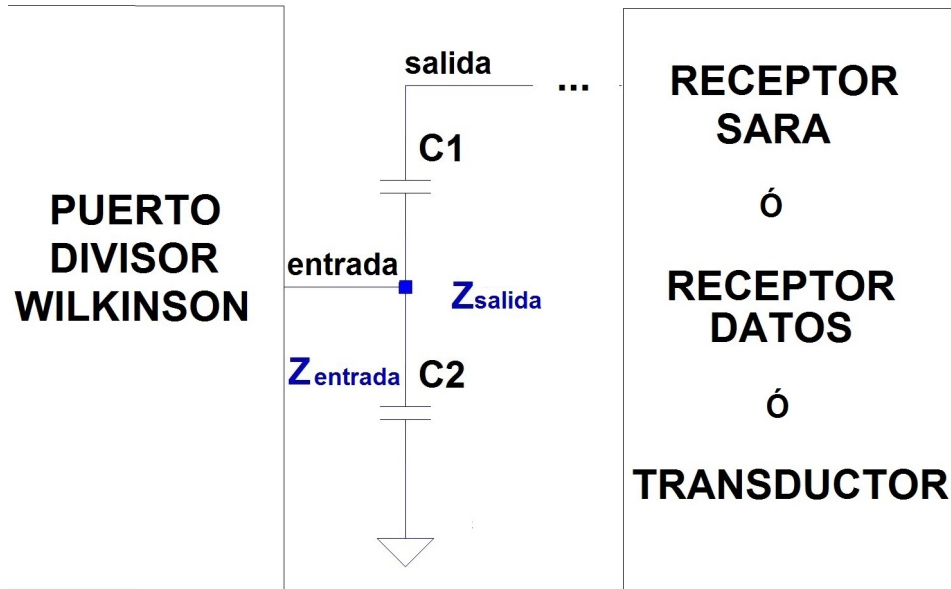 PUERTO
DIVISOR
WILKINSON
salida
...
C1
entrada
Zsalida
Zentrada
C2
RECEPTOR
SARA
Ó
RECEPTOR
DATOS
Ó
TRANSDUCTOR